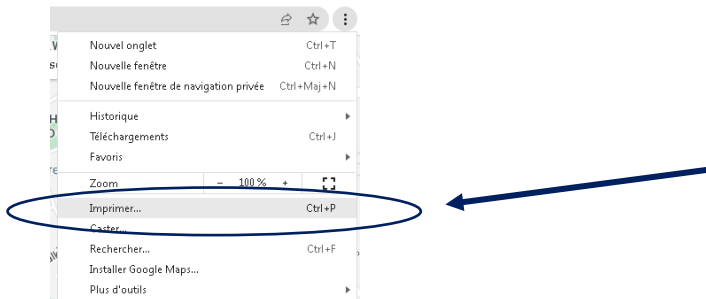 Nouvel onglet Ctrl+T
Nouvelle fenêtre Ctrl+N
Nouvelle fenêtre de navigation privée Ctrl+Maj+N
Historique
Téléchargements Ctrl+J
Favoris
Zoom − 100 % +
Imprimer... Ctrl+P
Caster...
Rechercher... Ctrl+F
Installer Google Maps...
Plus d'outils